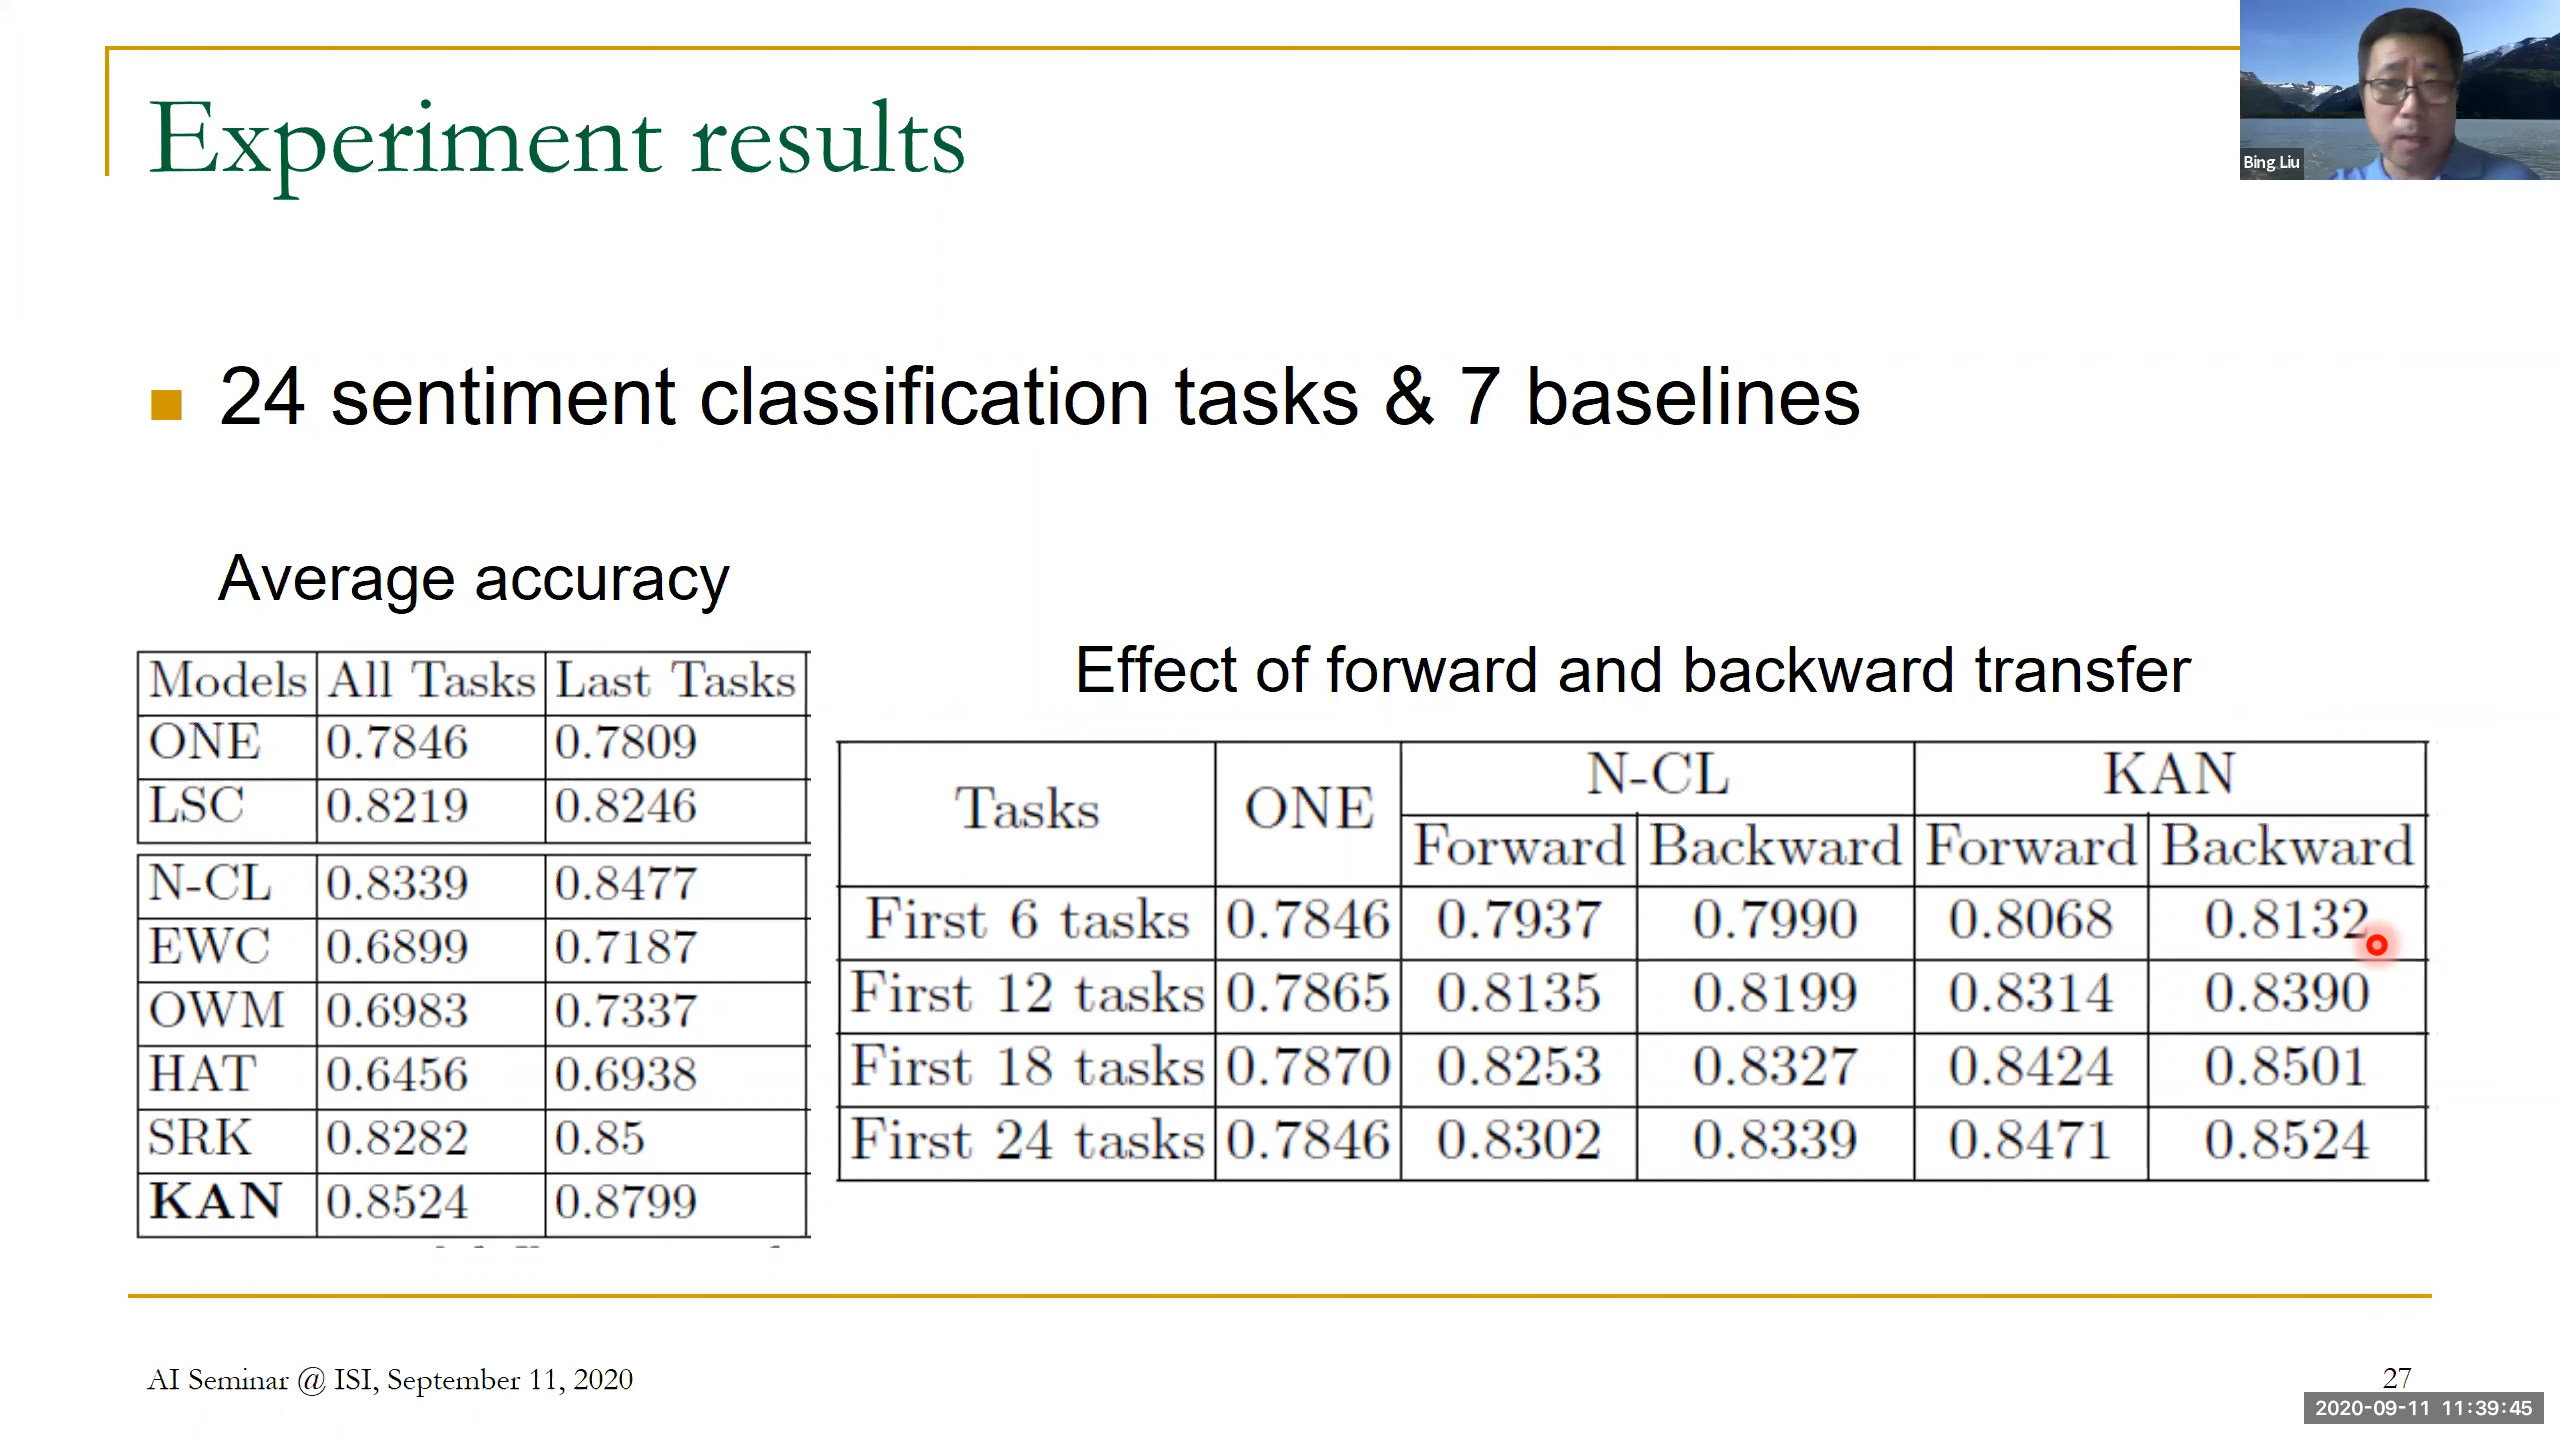 Experiment results
Bing Liu
24 sentiment classification tasks & 7 baselines
Average accuracy
Models All Tasks Last Tasks
ONE 0.7846 0.7809
LSC 0.8219 0.8246
N-CL 0.8339 0.8477
EWC 0.6899 0.7187
OWM 0.6983 0.7337
HAT 0.6456 0.6938
SRK 0.8282 0.85
KAN 0.8524 0.8799
Effect of forward and backward transfer
Tasks ONE N-CL KAN
Forward Backward Forward Backward
First 6 tasks 0.7846 0.7937 0.7990 0.8068 0.8132
First 12 tasks 0.7865 0.8135 0.8199 0.8314 0.8390
First 18 tasks 0.7870 0.8253 0.8327 0.8424 0.8501
First 24 tasks 0.7846 0.8302 0.8339 0.8471 0.8524
AI Seminar @ ISI, September 11, 2020
27
2020-09-11 11:39:45